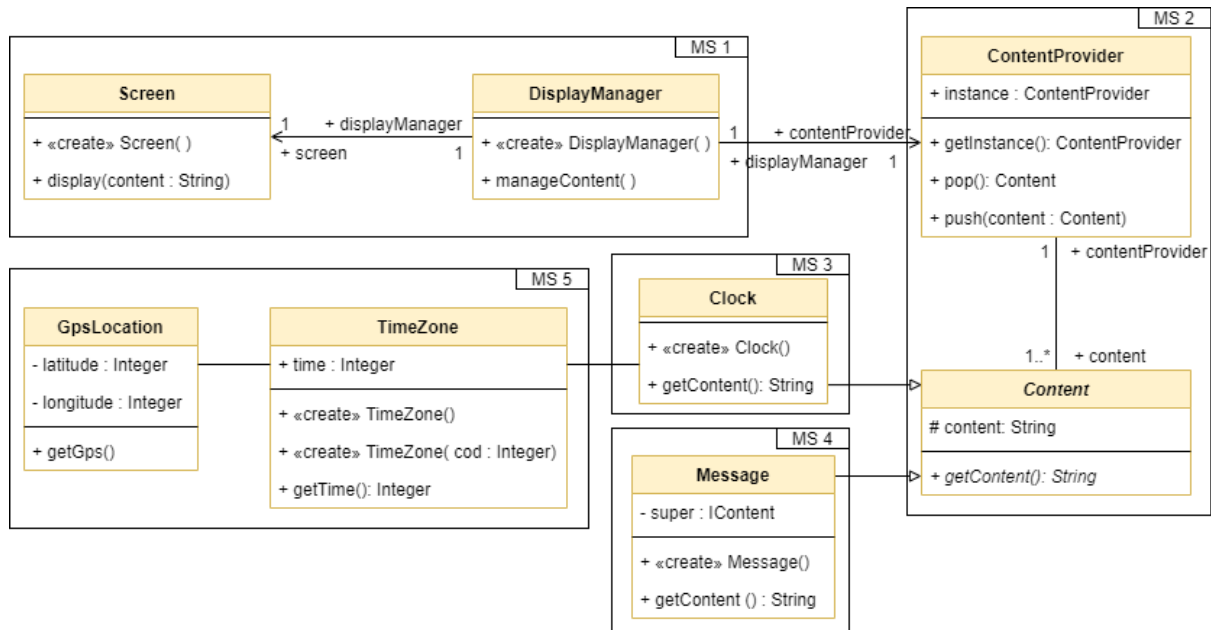 MS 1
Screen
+ «create» Screen( )
+ display(content : String)
1
+ displayManager
+ screen
1
DisplayManager
+ «create» DisplayManager( )
+ manageContent( )
1
+ contentProvider
+ displayManager
1
MS 2
ContentProvider
+ instance : ContentProvider
+ getInstance(): ContentProvider
+ pop(): Content
+ push(content : Content)
1
+ contentProvider
1..*
+ content
Content
# content: String
+ getContent(): String
MS 5
GpsLocation
- latitude : Integer
- longitude : Integer
+ getGps()
TimeZone
+ time : Integer
+ «create» TimeZone()
+ «create» TimeZone( cod : Integer)
+ getTime(): Integer
MS 3
Clock
+ «create» Clock()
+ getContent(): String
MS 4
Message
- super : IContent
+ «create» Message()
+ getContent () : String